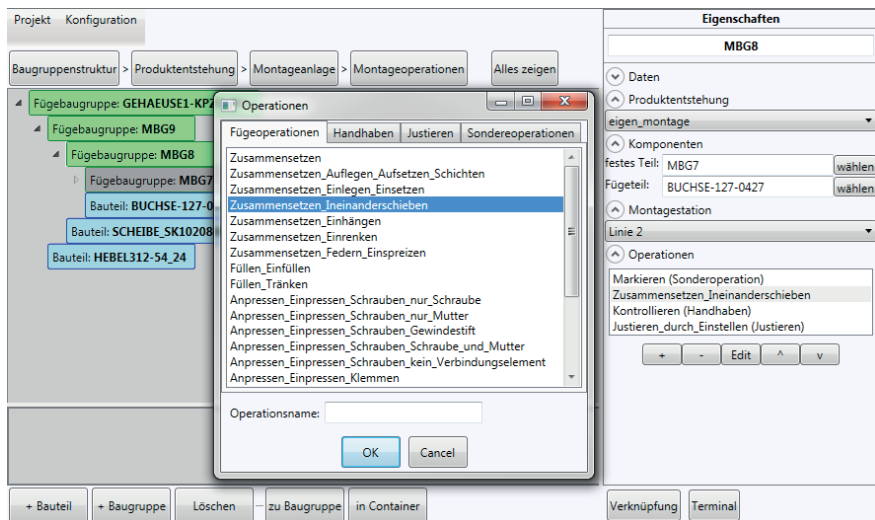 Projekt Konfiguration
Baugruppenstruktur > Produktentstehung > Montageanlage > Montageoperationen Alles zeigen
Fügebaugruppe: GEHAEUSE1-KP2
Fügebaugruppe: MBG9
Fügebaugruppe: MBG8
Fügebaugruppe: MBG7
Bauteil: BUCHSE-127-0
Bauteil: SCHEIBE_SK10208
Bauteil: HEBEL312-54_24
Operationen
Fügeoperationen Handhaben Justieren Sondereoperationen
Zusammensetzen
Zusammensetzen_Auflegen_Aufsetzen_Schichten
Zusammensetzen_Einlegen_Einsetzen
Zusammensetzen_Ineinanderschieben
Zusammensetzen_Einhängen
Zusammensetzen_Einrenken
Zusammensetzen_Federn_Einspreizen
Füllen_Einfüllen
Füllen_Tränken
Anpressen_Einpressen_Schrauben_nur_Schraube
Anpressen_Einpressen_Schrauben_nur_Mutter
Anpressen_Einpressen_Schrauben_Gewindestift
Anpressen_Einpressen_Schrauben_Schraube_und_Mutter
Anpressen_Einpressen_Schrauben_kein_Verbindungselement
Anpressen_Einpressen_Klemmen
Operationsname:
OK Cancel
+ Bauteil + Baugruppe Löschen – zu Baugruppe in Container
Eigenschaften
MBG8
Daten
Produktentstehung
eigen_montage
Komponenten
festes Teil: MBG7 wählen
Fügeteil: BUCHSE-127-0427 wählen
Montagestation
Linie 2
Operationen
Markieren (Sonderoperation)
Zusammensetzen_Ineinanderschieben
Kontrollieren (Handhaben)
Justieren_durch_Einstellen (Justieren)
+ - Edit ^ v
Verknüpfung Terminal